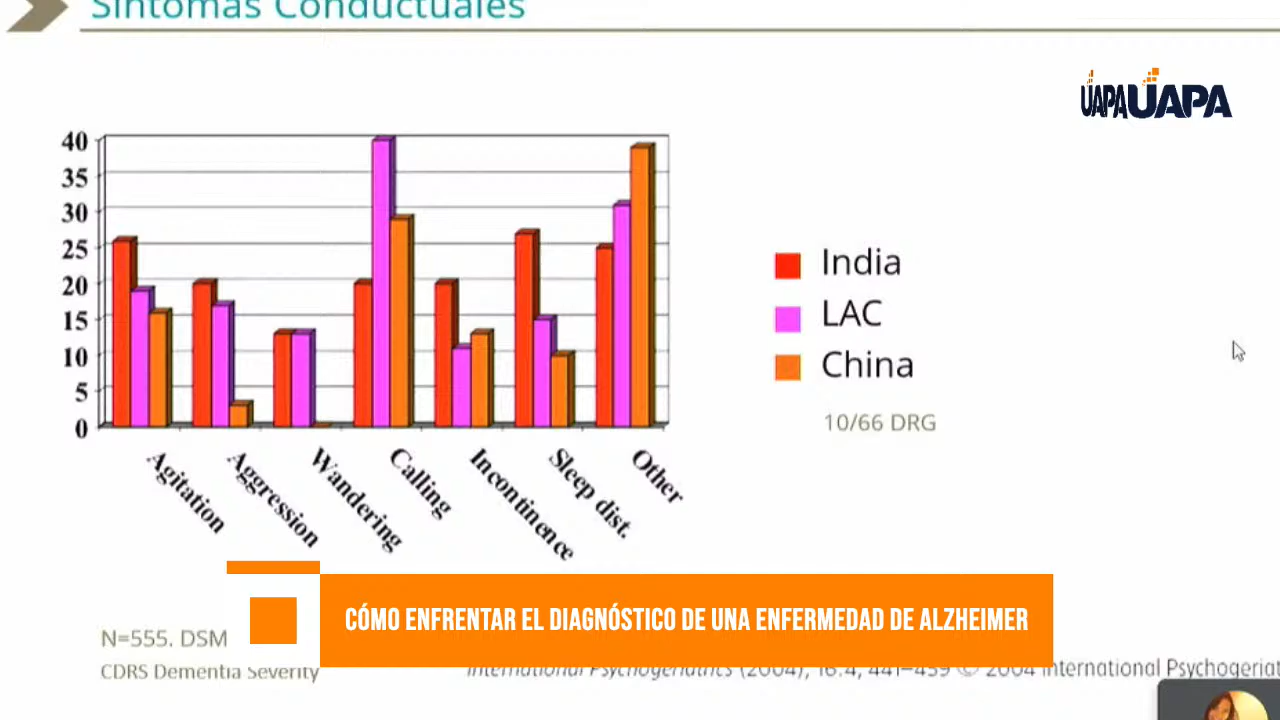 Síntomas Conductuales
UAPA UAPA
40
35
30
25
20
15
10
5
0
Agitation
Aggression
Wandering
Calling
Incontinence
Sleep dist.
Other
India
LAC
China
10/66 DRG
CÓMO ENFRENTAR EL DIAGNÓSTICO DE UNA ENFERMEDAD DE ALZHEIMER
N=555. DSM
CDRS Dementia Severity
International Psychogeriatrics (2004), 16:4, 441–459 © 2004 International Psychogeriat